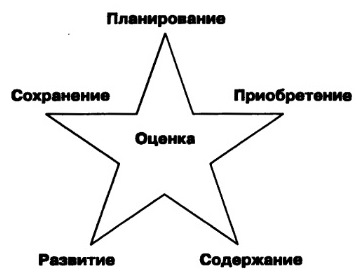 Планирование
Сохранение
Приобретение
Оценка
Развитие
Содержание